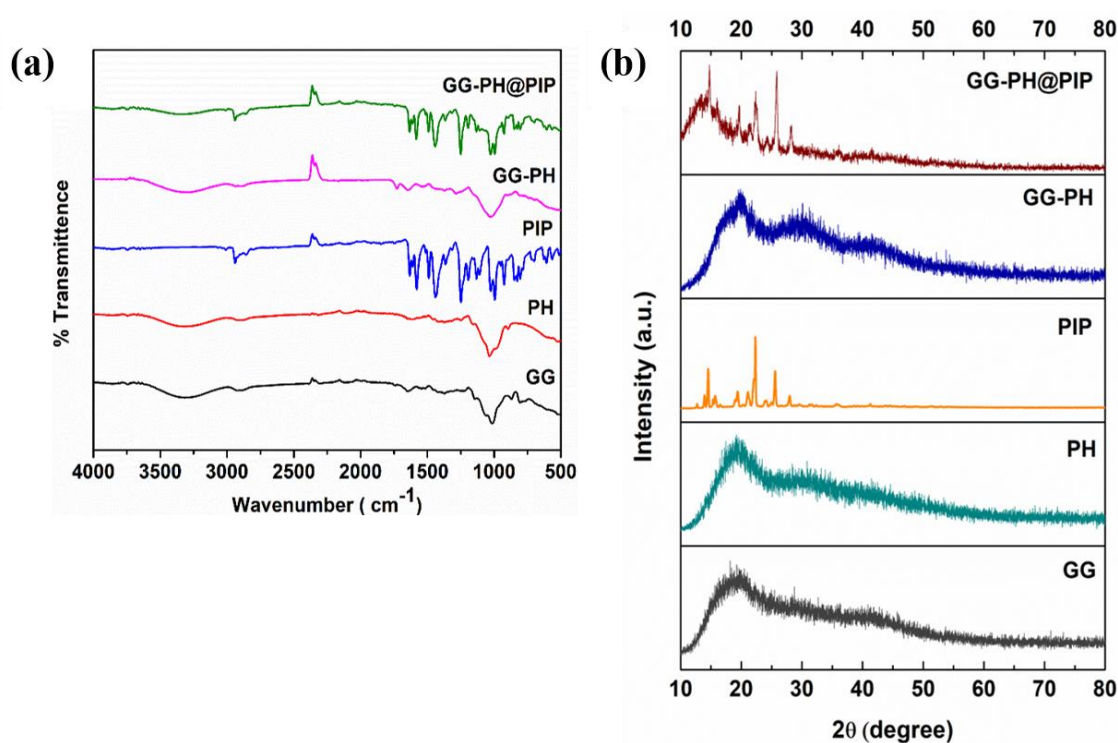 (a)
GG-PH@PIP
GG-PH
PIP
PH
GG
% Transmittence
4000 3500 3000 2500 2000 1500 1000 500
Wavenumber ( cm-1)
(b)
10 20 30 40 50 60 70 80
GG-PH@PIP
GG-PH
PIP
PH
GG
Intensity (a.u.)
10 20 30 40 50 60 70 80
2θ (degree)